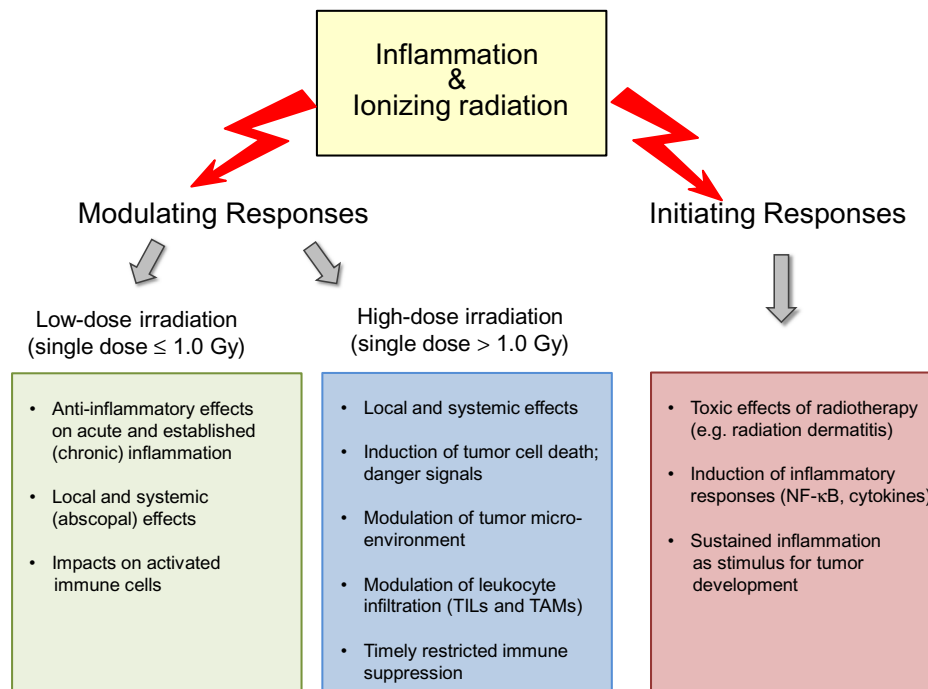 Inflammation
&
Ionizing radiation
Modulating Responses
Initiating Responses
Low-dose irradiation
(single dose ≤ 1.0 Gy)
High-dose irradiation
(single dose > 1.0 Gy)
• Anti-inflammatory effects
on acute and established
(chronic) inflammation
• Local and systemic
(abscopal) effects
• Impacts on activated
immune cells
• Local and systemic effects
• Induction of tumor cell death;
danger signals
• Modulation of tumor micro-
environment
• Modulation of leukocyte
infiltration (TILs and TAMs)
• Timely restricted immune
suppression
• Toxic effects of radiotherapy
(e.g. radiation dermatitis)
• Induction of inflammatory
responses (NF-κB, cytokines)
• Sustained inflammation
as stimulus for tumor
development